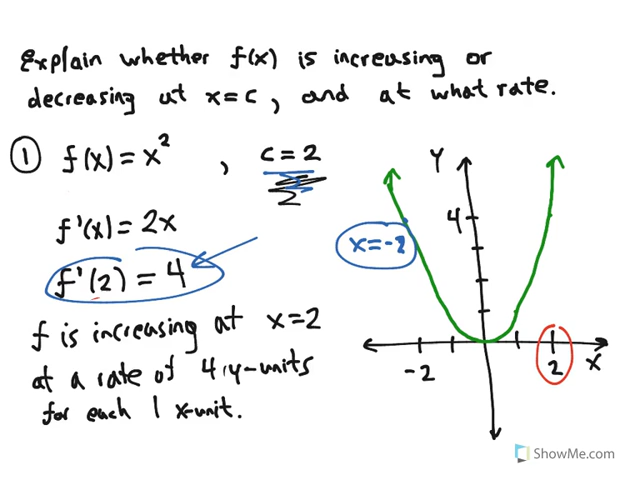 Explain whether f(x) is increasing or
decreasing at x=c, and at what rate.
① f(x) = x², c=2
2
f'(x) = 2x
f'(2) = 4
f is increasing at x=2
at a rate of 4 y-units
for each 1 x-unit.
Y
4
x=-2
-2
2
X
ShowMe.com